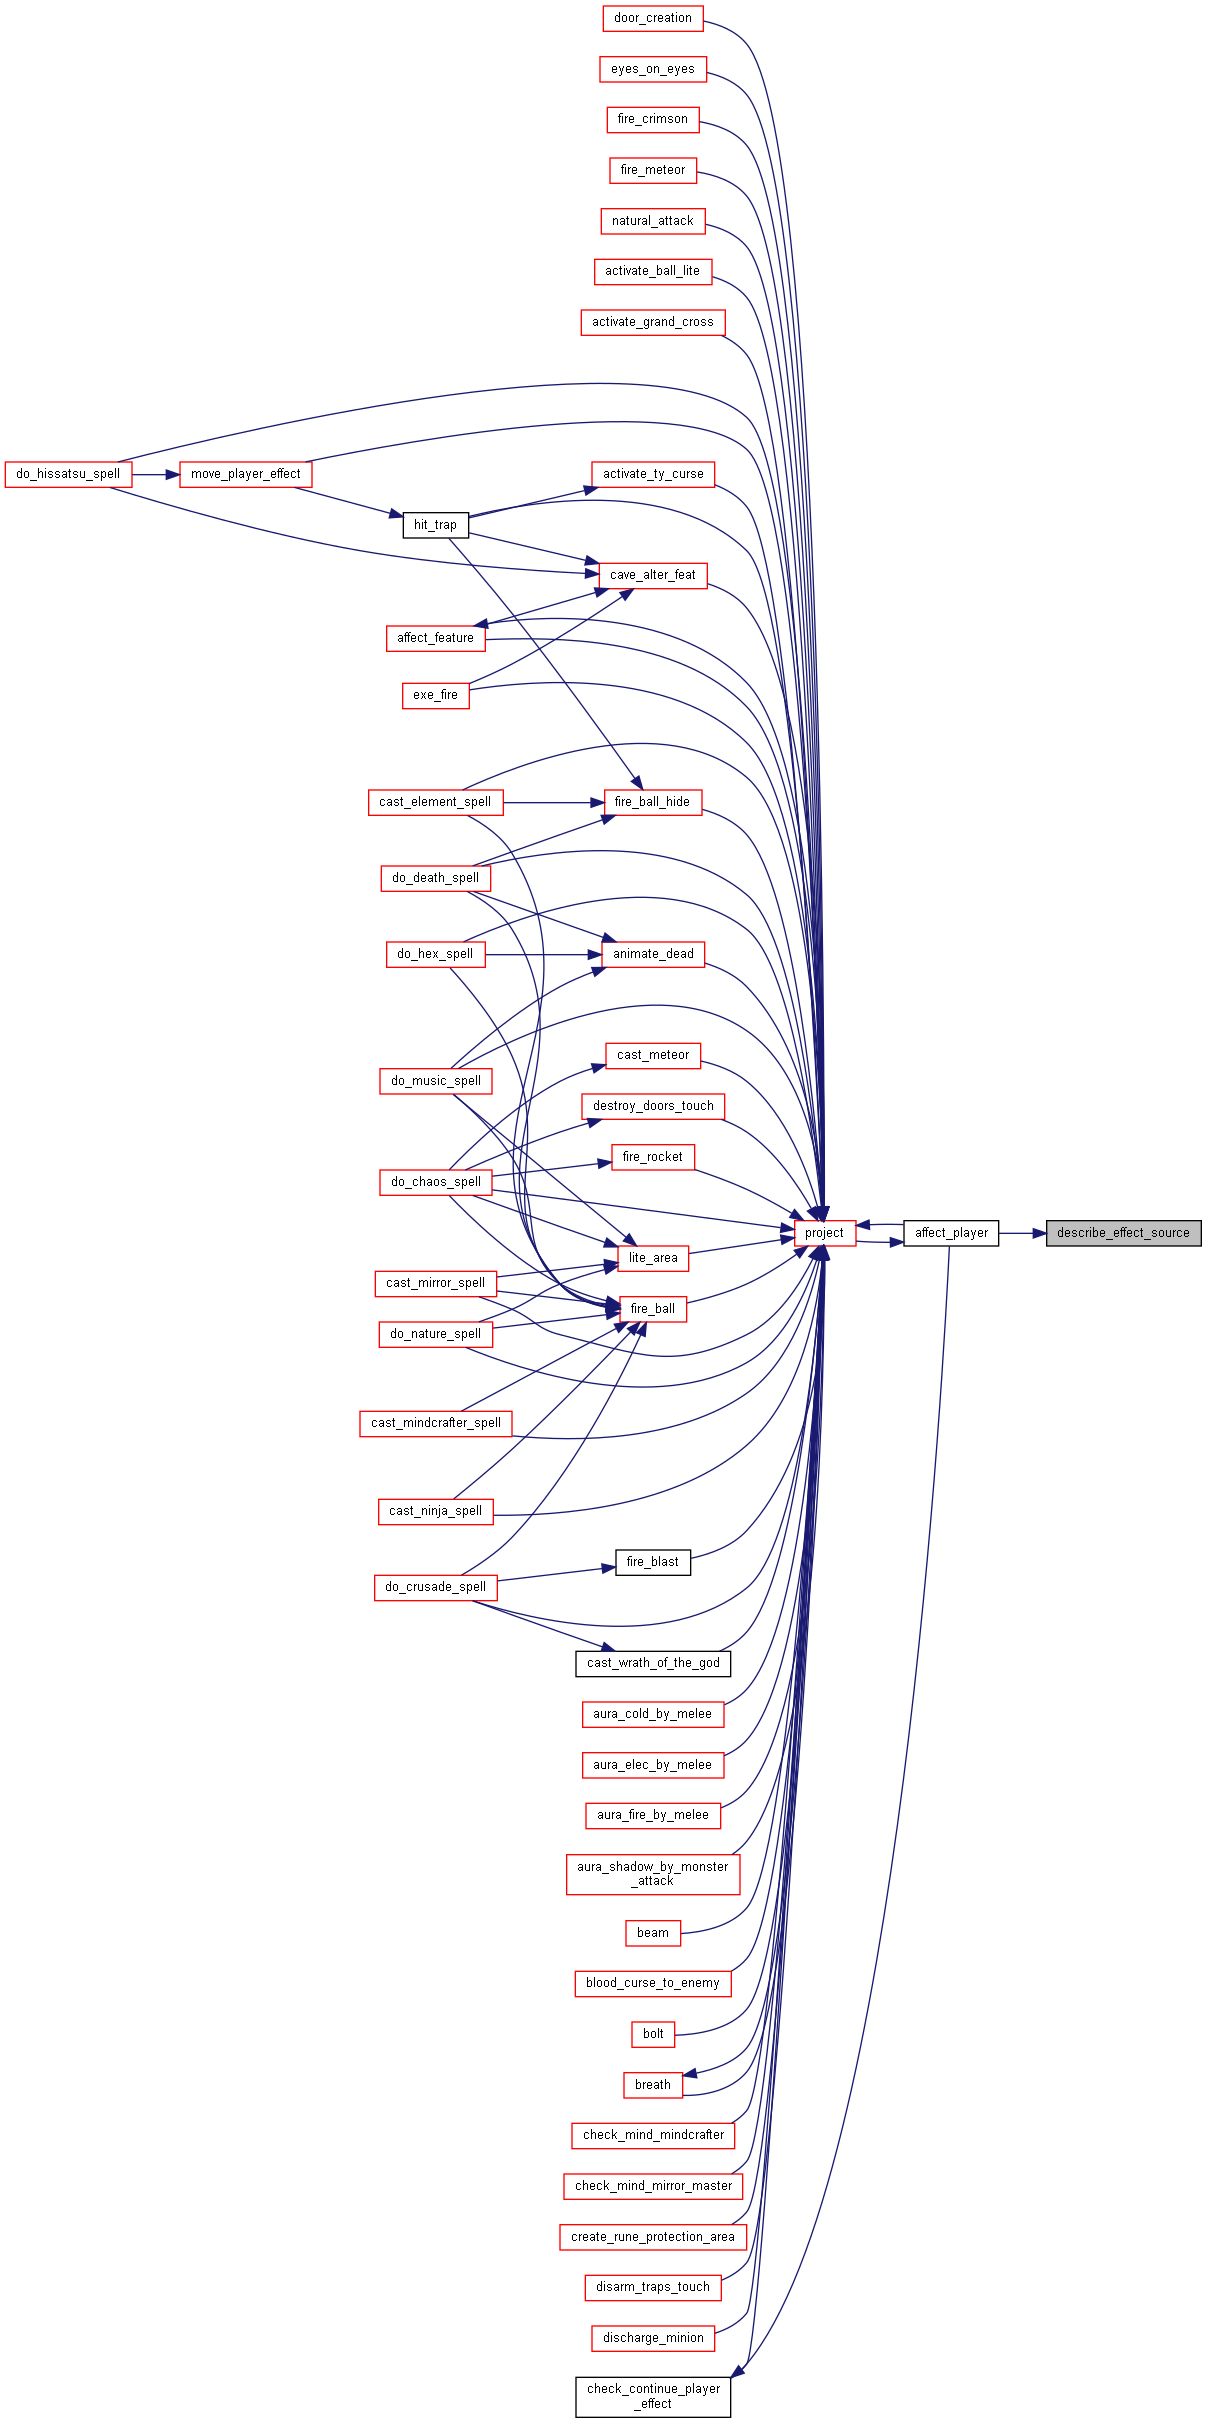 door_creation
eyes_on_eyes
fire_crimson
fire_meteor
natural_attack
activate_ball_lite
activate_grand_cross
do_hissatsu_spell
move_player_effect
activate_ty_curse
hit_trap
cave_alter_feat
affect_feature
exe_fire
cast_element_spell
fire_ball_hide
do_death_spell
do_hex_spell
animate_dead
cast_meteor
do_music_spell
destroy_doors_touch
fire_rocket
do_chaos_spell
project
affect_player
describe_effect_source
lite_area
cast_mirror_spell
fire_ball
do_nature_spell
cast_mindcrafter_spell
cast_ninja_spell
fire_blast
do_crusade_spell
cast_wrath_of_the_god
aura_cold_by_melee
aura_elec_by_melee
aura_fire_by_melee
aura_shadow_by_monster
_attack
beam
blood_curse_to_enemy
bolt
breath
check_mind_mindcrafter
check_mind_mirror_master
create_rune_protection_area
disarm_traps_touch
discharge_minion
check_continue_player
_effect